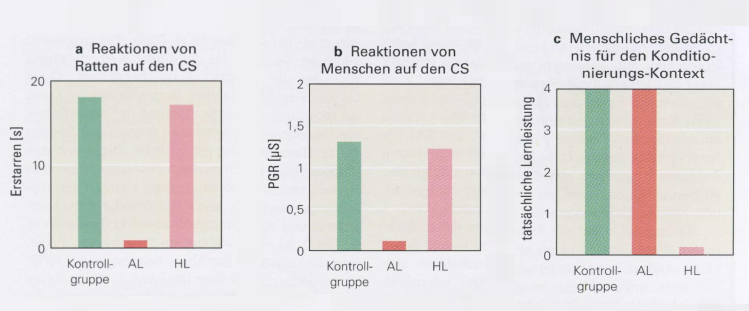 a Reaktionen von
Ratten auf den CS
20
10
0
Erstarren [s]
Kontroll-
gruppe
AL
HL
b Reaktionen von
Menschen auf den CS
2
1,5
1
0,5
0
PGR [µS]
Kontroll-
gruppe
AL
HL
c Menschliches Gedächt-
nis für den Konditio-
nierungs-Kontext
4
3
2
1
0
tatsächliche Lernleistung
Kontroll-
gruppe
AL
HL